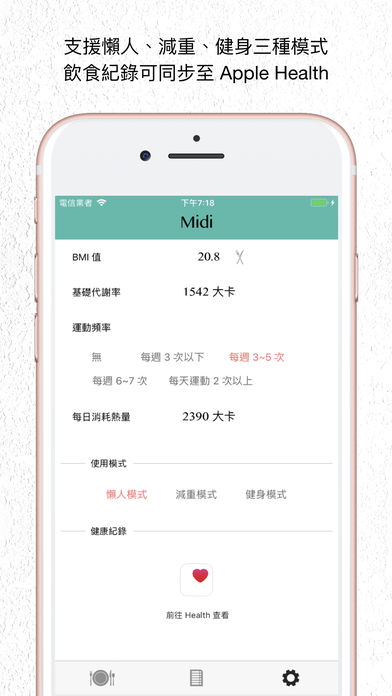 支援懶人、減重、健身三種模式
飲食紀錄可同步至 Apple Health
電信業者 下午7:18
Midi
BMI 值 20.8
基礎代謝率 1542 大卡
運動頻率
無 每週 3 次以下 每週 3~5 次
每週 6~7 次 每天運動 2 次以上
每日消耗熱量 2390 大卡
使用模式
懶人模式 減重模式 健身模式
健康紀錄
前往 Health 查看